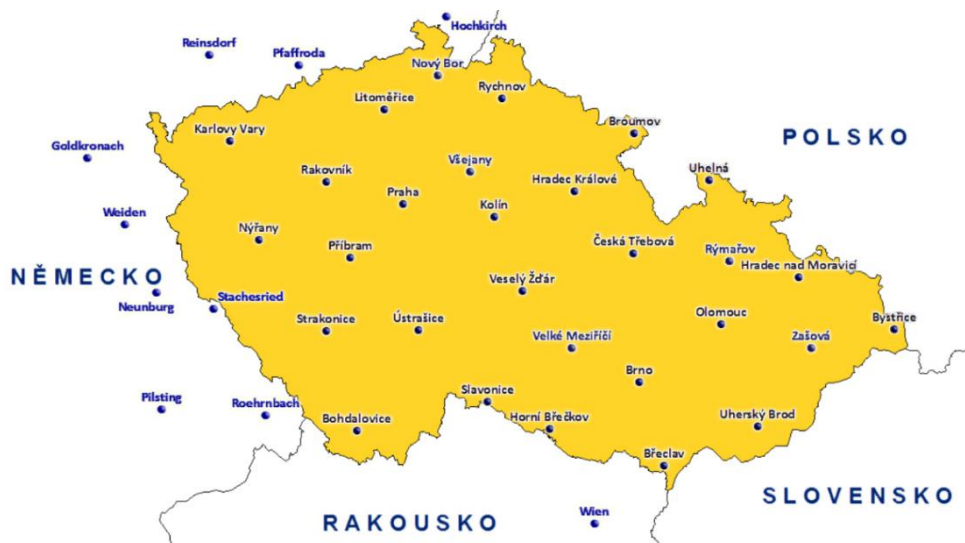 Hochkirch
Reinsdorf
Pfaffroda
Nový Bor
Rychnov
Litoměřice
Broumov
Karlovy Vary
POLSKO
Goldkronach
Všejany
Uhelná
Rakovník
Hradec Králové
Praha
Kolín
Weiden
Nýřany
Příbram
Česká Třebová
Rýmařov
Hradec nad Moravicí
NĚMECKO
Veselý Žďár
Neunburg
Stachesried
Strakonice
Ústrašice
Olomouc
Bystřice
Velké Meziříčí
Zašová
Brno
Slavonice
Pilsting
Roehrnbach
Bohdalovice
Horní Břečkov
Uherský Brod
Břeclav
SLOVENSKO
RAKOUSKO
Wien